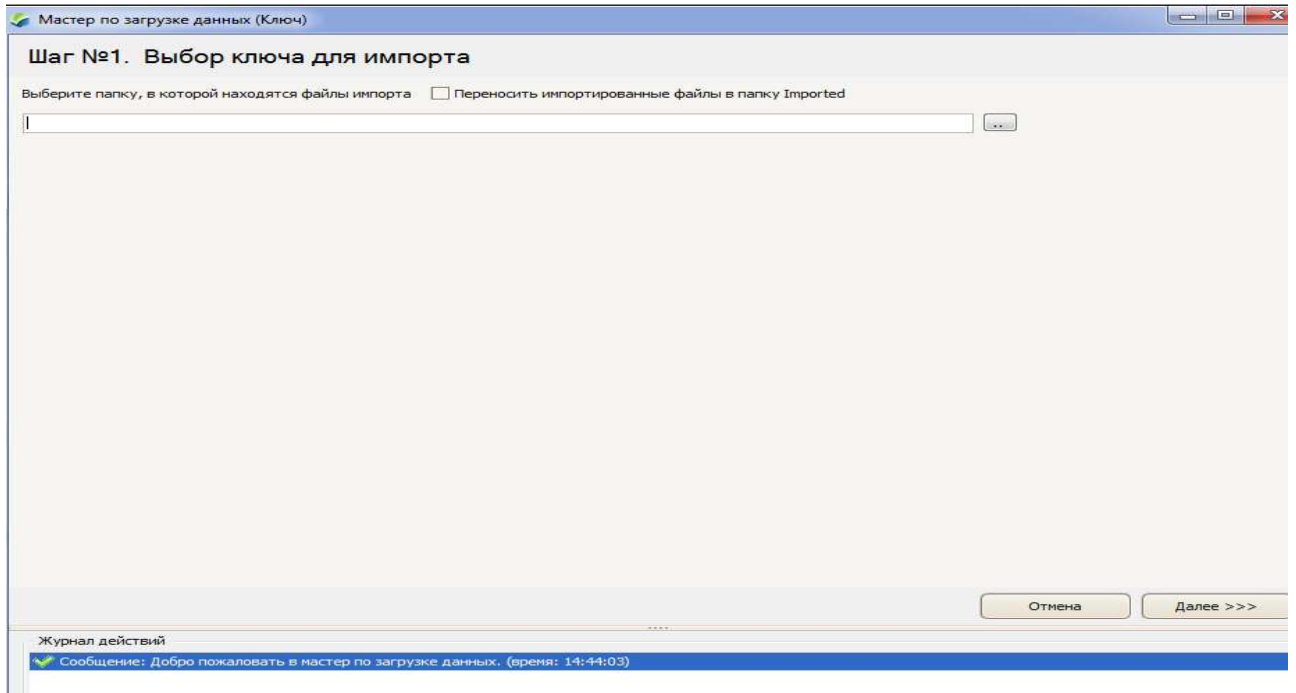 Мастер по загрузке данных (Ключ)
Шаг №1. Выбор ключа для импорта
Выберите папку, в которой находятся файлы импорта Переносить импортированные файлы в папку Imported
..
Отмена Далее >>>
Журнал действий
Сообщение: Добро пожаловать в мастер по загрузке данных. (время: 14:44:03)